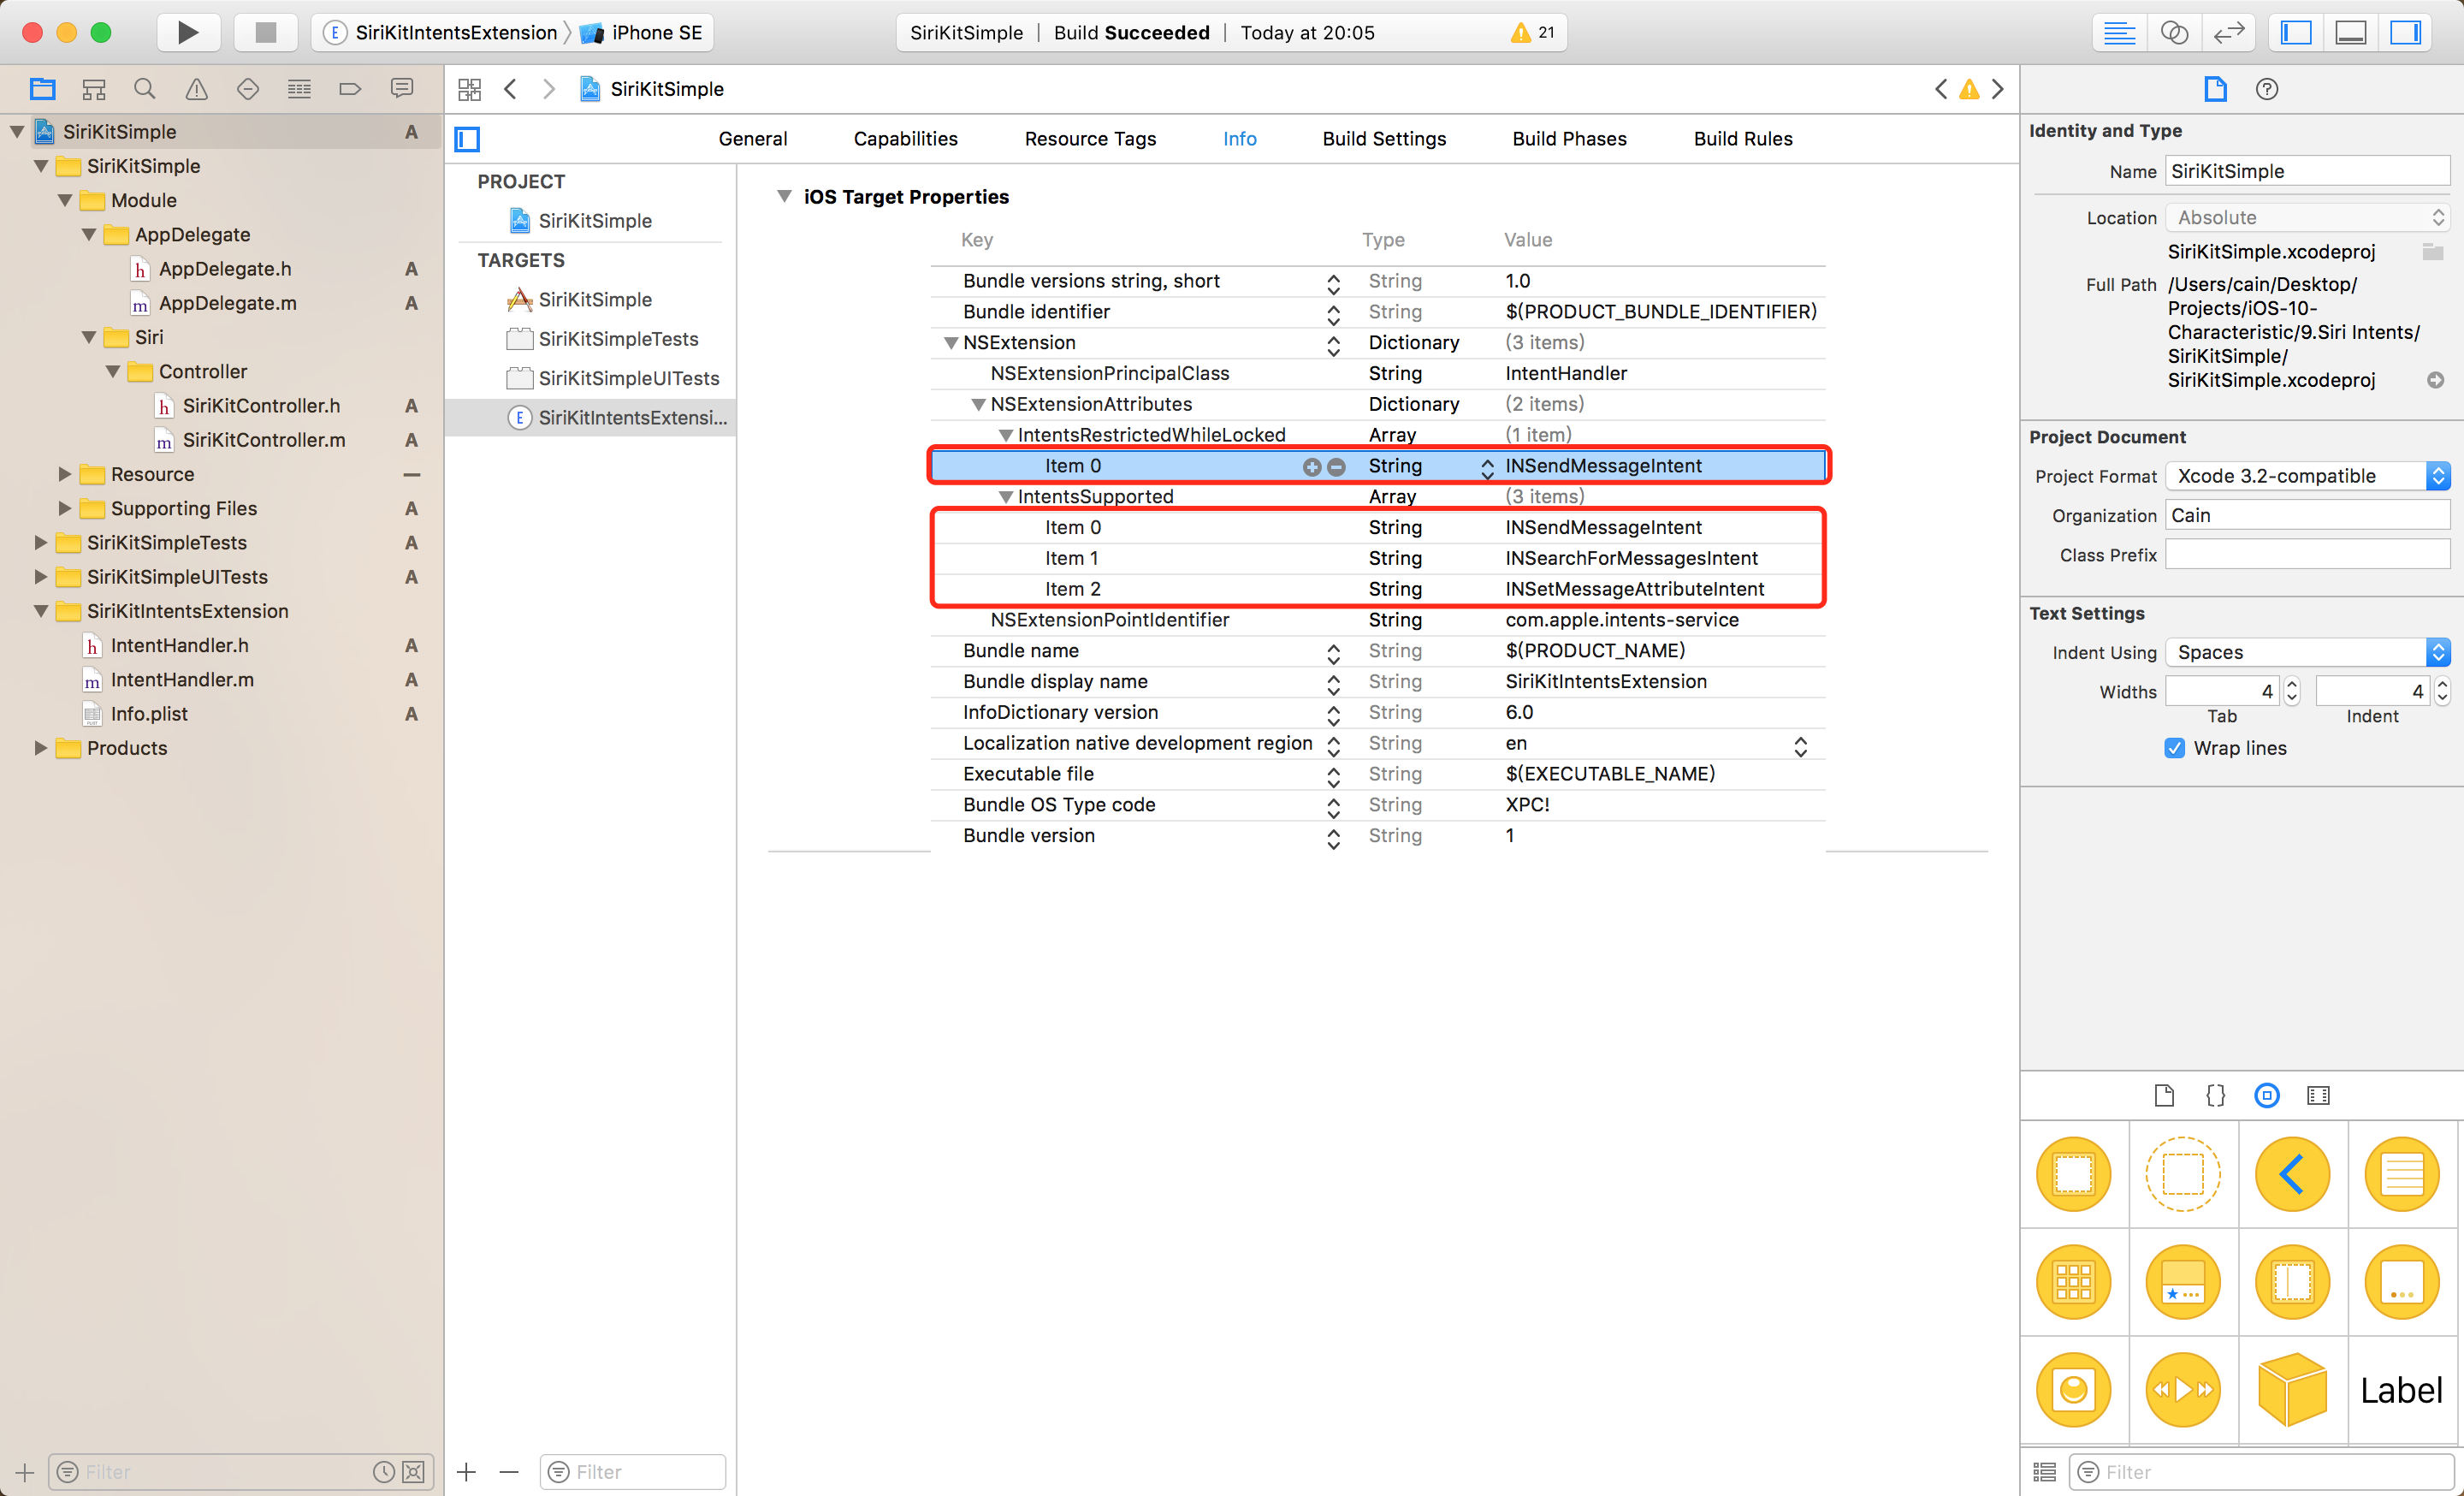 SiriKitIntentsExtension iPhone SE
SiriKitSimple | Build Succeeded | Today at 20:05
21
SiriKitSimple
SiriKitSimple A
SiriKitSimple
Module
AppDelegate
AppDelegate.h A
AppDelegate.m A
Siri
Controller
SiriKitController.h A
SiriKitController.m A
Resource
Supporting Files A
SiriKitSimpleTests A
SiriKitSimpleUITests A
SiriKitIntentsExtension
IntentHandler.h A
IntentHandler.m A
Info.plist A
Products
Filter
General Capabilities Resource Tags Info Build Settings Build Phases Build Rules
PROJECT
SiriKitSimple
TARGETS
SiriKitSimple
SiriKitSimpleTests
SiriKitSimpleUITests
SiriKitIntentsExtensi...
Filter
iOS Target Properties
Key Type Value
Bundle versions string, short String 1.0
Bundle identifier String $(PRODUCT_BUNDLE_IDENTIFIER)
NSExtension Dictionary (3 items)
NSExtensionPrincipalClass String IntentHandler
NSExtensionAttributes Dictionary (2 items)
IntentsRestrictedWhileLocked Array (1 item)
Item 0 String INSendMessageIntent
IntentsSupported Array (3 items)
Item 0 String INSendMessageIntent
Item 1 String INSearchForMessagesIntent
Item 2 String INSetMessageAttributeIntent
NSExtensionPointIdentifier String com.apple.intents-service
Bundle name String $(PRODUCT_NAME)
Bundle display name String SiriKitIntentsExtension
InfoDictionary version String 6.0
Localization native development region String en
Executable file String $(EXECUTABLE_NAME)
Bundle OS Type code String XPC!
Bundle version String 1
Identity and Type
Name SiriKitSimple
Location Absolute
SiriKitSimple.xcodeproj
Full Path /Users/cain/Desktop/
Projects/iOS-10-
Characteristic/9.Siri Intents/
SiriKitSimple/
SiriKitSimple.xcodeproj
Project Document
Project Format Xcode 3.2-compatible
Organization Cain
Class Prefix
Text Settings
Indent Using Spaces
Widths 4 4
Tab Indent
Wrap lines
Label
Filter